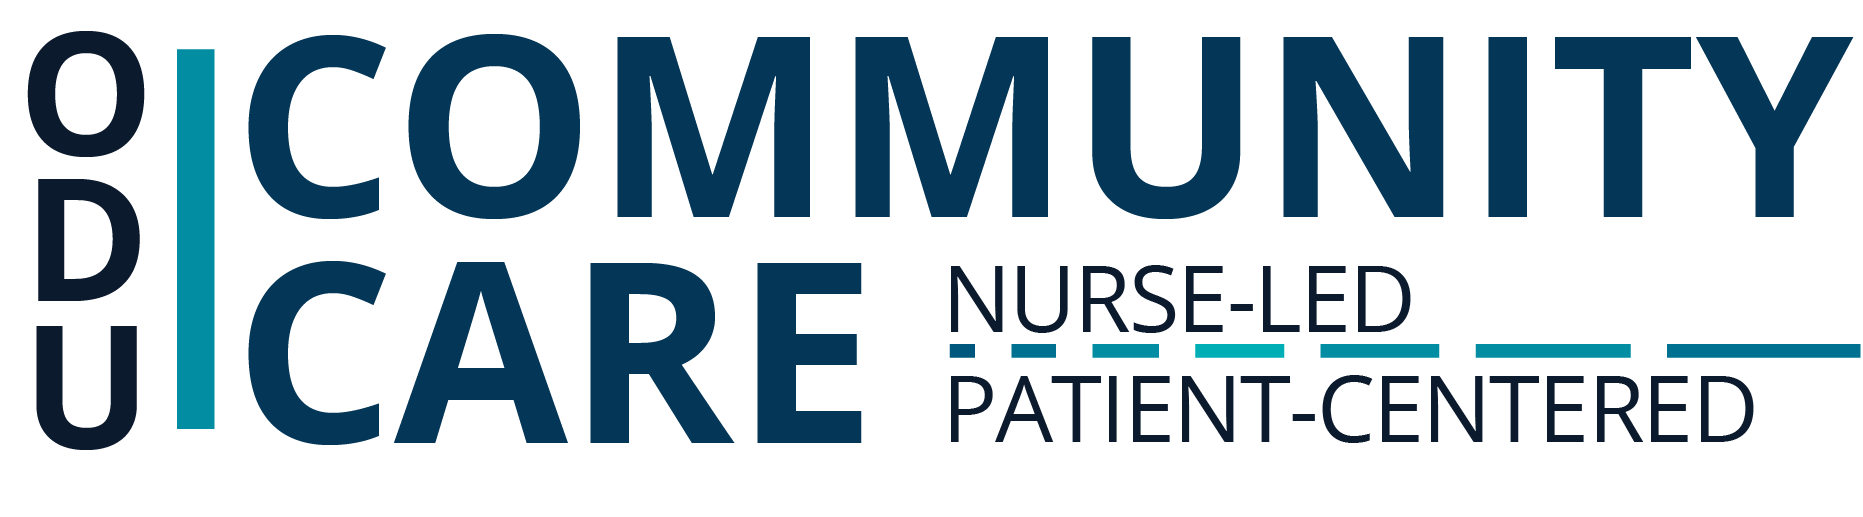 ODU
COMMUNITY
CARE
NURSE-LED
PATIENT-CENTERED